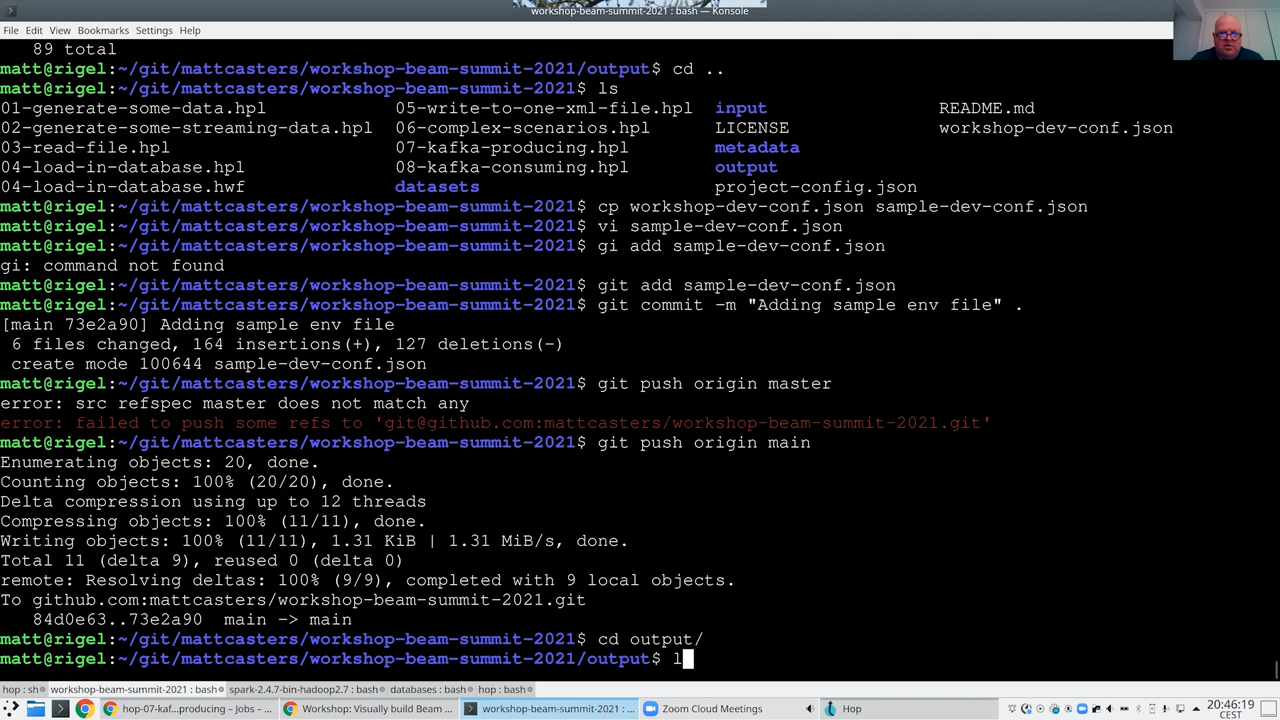 workshop-beam-summit-2021 : bash — Konsole
File Edit View Bookmarks Settings Help
89 total
matt@rigel:~/git/mattcasters/workshop-beam-summit-2021/output$ cd ..
matt@rigel:~/git/mattcasters/workshop-beam-summit-2021$ ls
01-generate-some-data.hpl 05-write-to-one-xml-file.hpl input README.md
02-generate-some-streaming-data.hpl 06-complex-scenarios.hpl LICENSE workshop-dev-conf.json
03-read-file.hpl 07-kafka-producing.hpl metadata
04-load-in-database.hpl 08-kafka-consuming.hpl output
04-load-in-database.hwf datasets project-config.json
matt@rigel:~/git/mattcasters/workshop-beam-summit-2021$ cp workshop-dev-conf.json sample-dev-conf.json
matt@rigel:~/git/mattcasters/workshop-beam-summit-2021$ vi sample-dev-conf.json
matt@rigel:~/git/mattcasters/workshop-beam-summit-2021$ gi add sample-dev-conf.json
gi: command not found
matt@rigel:~/git/mattcasters/workshop-beam-summit-2021$ git add sample-dev-conf.json
matt@rigel:~/git/mattcasters/workshop-beam-summit-2021$ git commit -m "Adding sample env file" .
[main 73e2a90] Adding sample env file
6 files changed, 164 insertions(+), 127 deletions(-)
create mode 100644 sample-dev-conf.json
matt@rigel:~/git/mattcasters/workshop-beam-summit-2021$ git push origin master
error: src refspec master does not match any
error: failed to push some refs to 'git@github.com:mattcasters/workshop-beam-summit-2021.git'
matt@rigel:~/git/mattcasters/workshop-beam-summit-2021$ git push origin main
Enumerating objects: 20, done.
Counting objects: 100% (20/20), done.
Delta compression using up to 12 threads
Compressing objects: 100% (11/11), done.
Writing objects: 100% (11/11), 1.31 KiB | 1.31 MiB/s, done.
Total 11 (delta 9), reused 0 (delta 0)
remote: Resolving deltas: 100% (9/9), completed with 9 local objects.
To github.com:mattcasters/workshop-beam-summit-2021.git
84d0e63..73e2a90 main -> main
matt@rigel:~/git/mattcasters/workshop-beam-summit-2021$ cd output/
matt@rigel:~/git/mattcasters/workshop-beam-summit-2021/output$ l
hop : sh workshop-beam-summit-2021 : bash spark-2.4.7-bin-hadoop2.7 : bash databases : bash hop : bash
hop-07-kaf...producing – Jobs – ... Workshop: Visually build Beam ... workshop-beam-summit-2021 : ... Zoom Cloud Meetings Hop 20:46:19
CEST